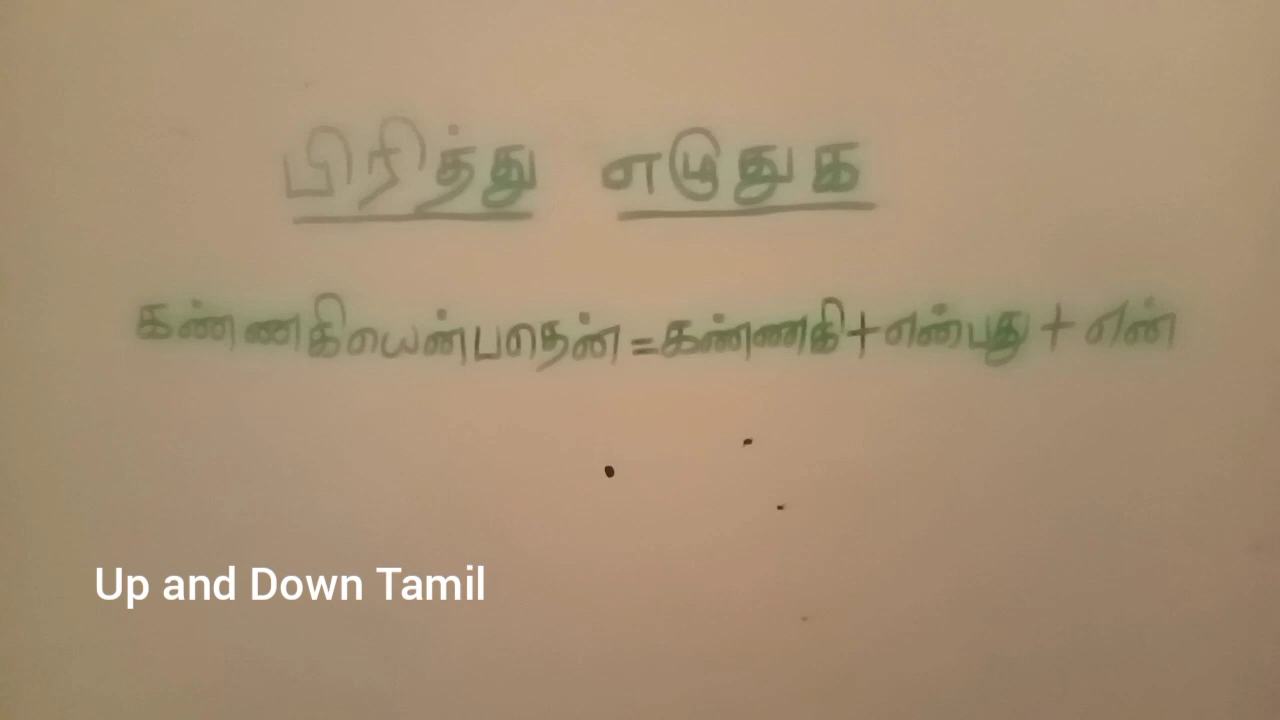 பிரித்து எழுதுக
கண்ணகியென்பதென்=கண்ணகி+என்பது+என்
Up and Down Tamil